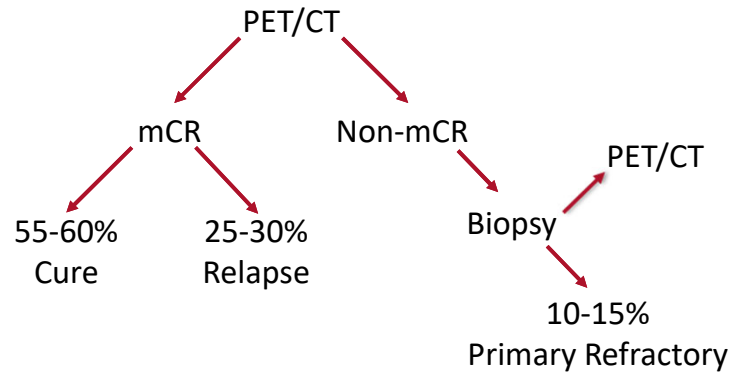 PET/CT
mCR
Non-mCR
PET/CT
55-60%
Cure
25-30%
Relapse
Biopsy
10-15%
Primary Refractory